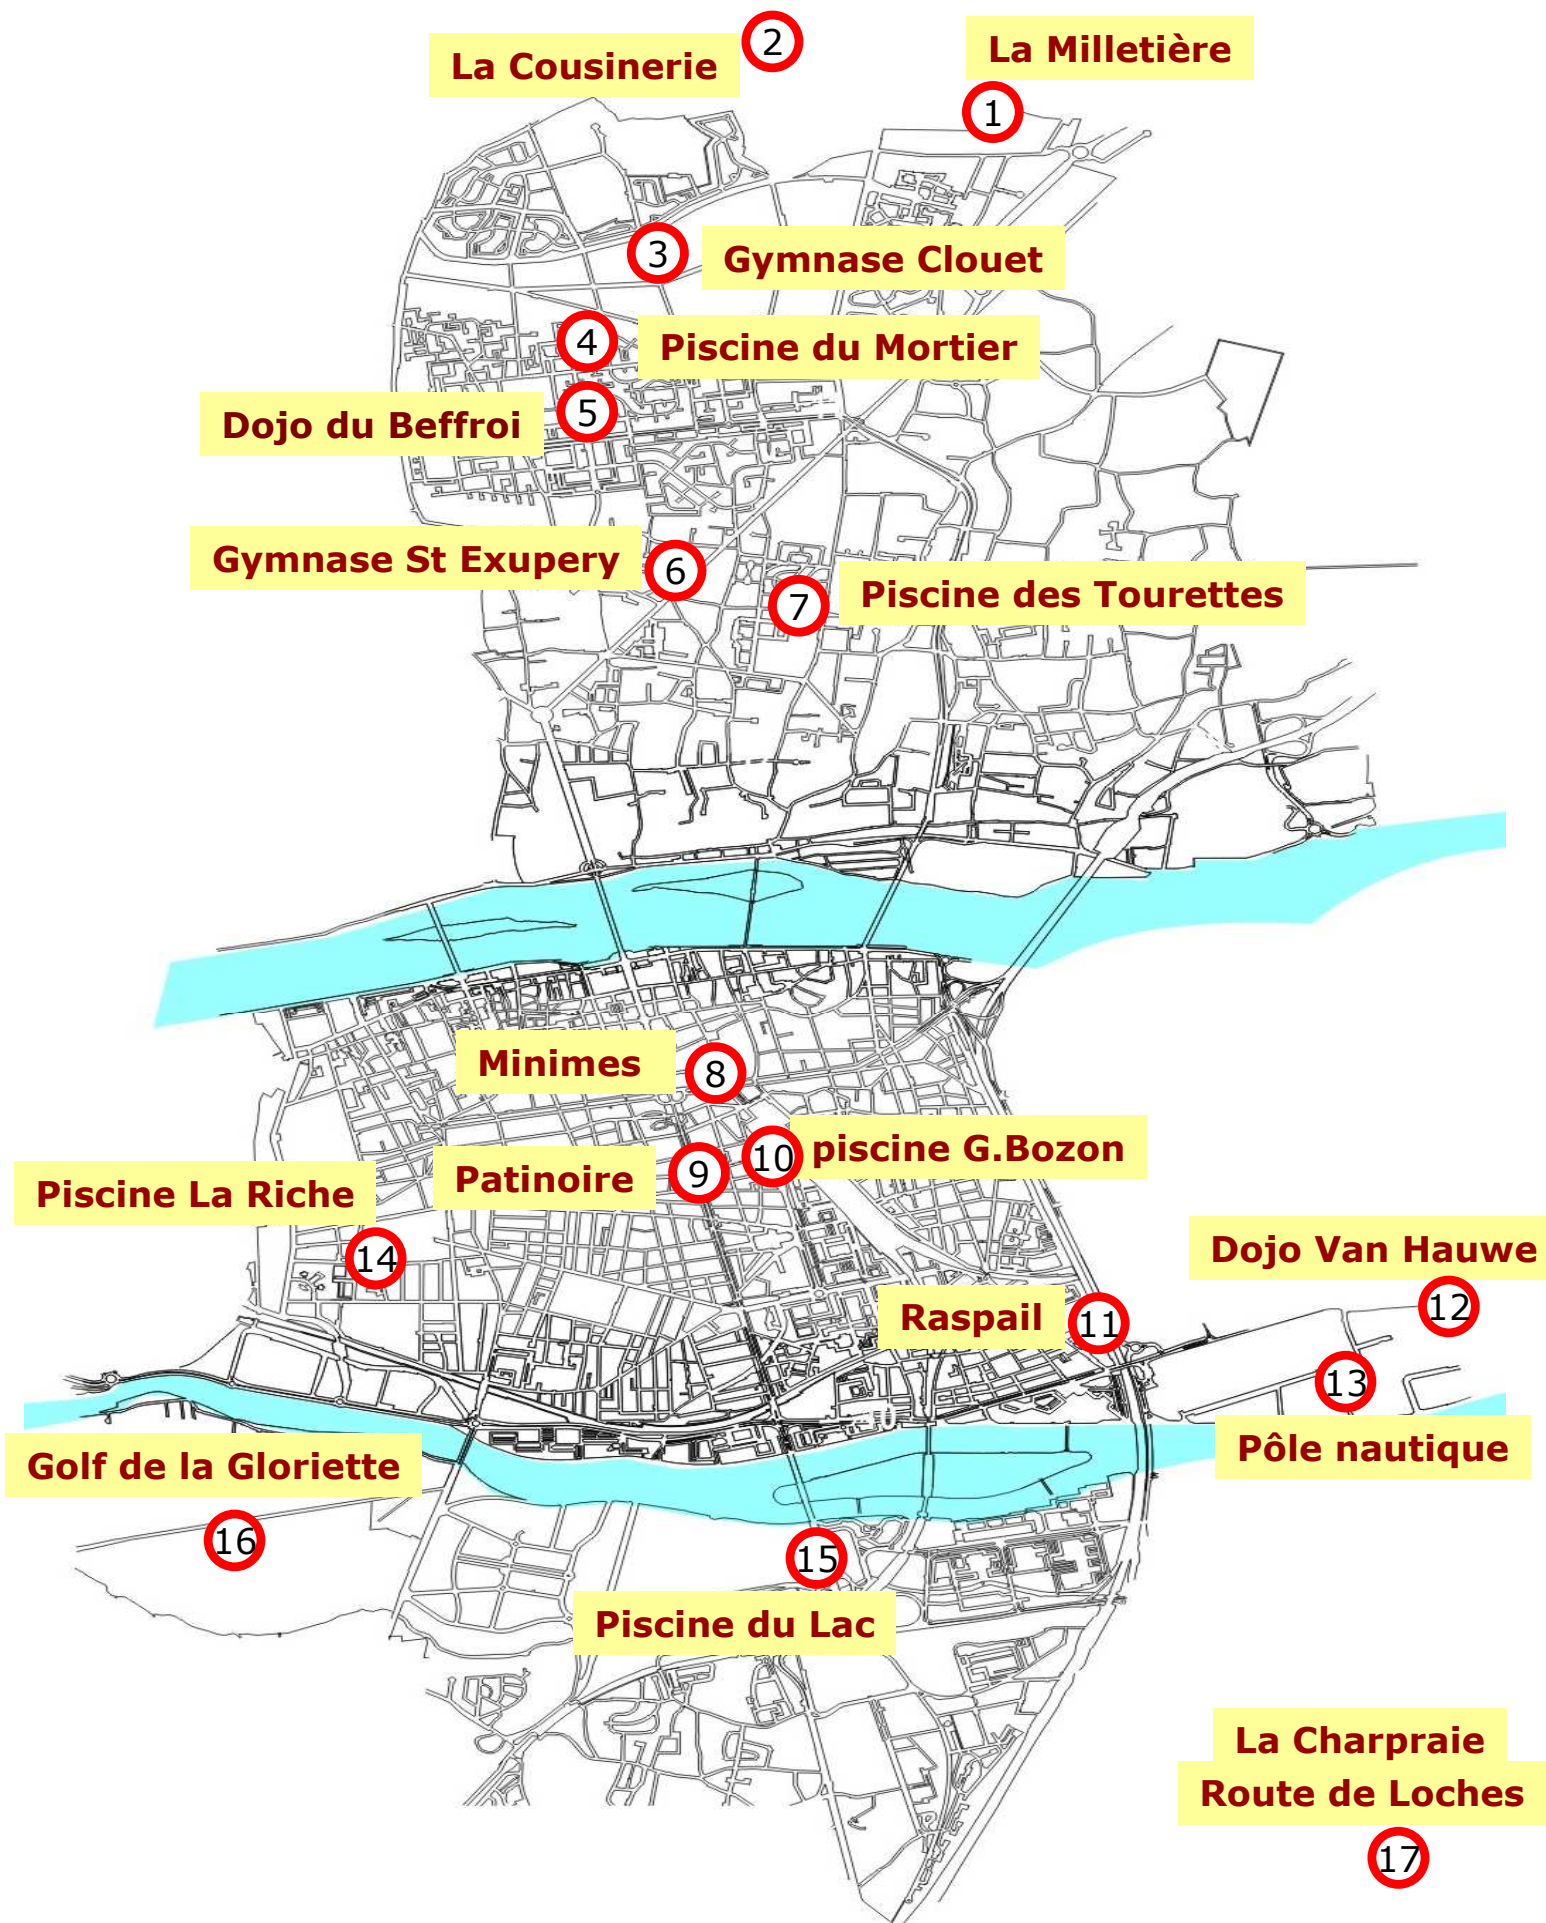 2
La Cousinerie
La Milletière
1
3
Gymnase Clouet
4
Piscine du Mortier
5
Dojo du Beffroi
Gymnase St Exupery
6
7
Piscine des Tourettes
Minimes
8
piscine G.Bozon
10
Patinoire
9
Piscine La Riche
14
Dojo Van Hauwe
12
Raspail
11
13
Pôle nautique
Golf de la Gloriette
16
15
Piscine du Lac
La Charpraie
Route de Loches
17